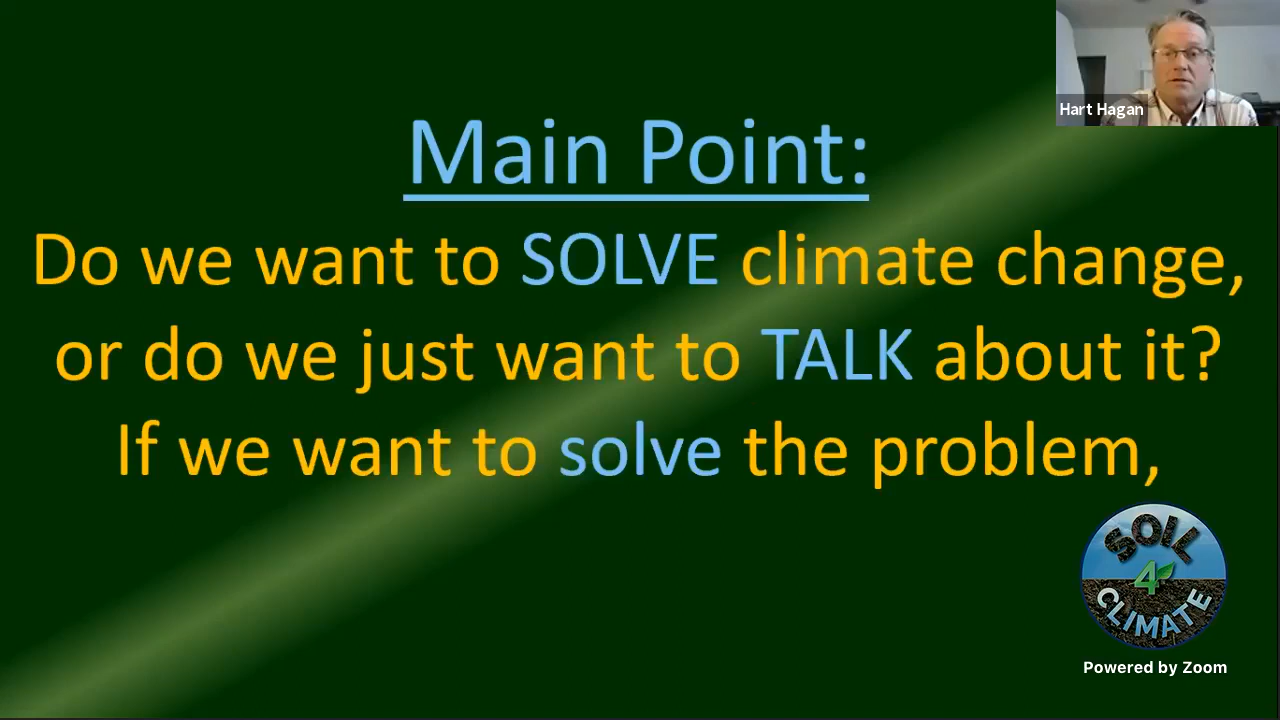 Hart Hagan
Main Point:
Do we want to SOLVE climate change,
or do we just want to TALK about it?
If we want to solve the problem,
SOIL
4
CLIMATE
Powered by Zoom